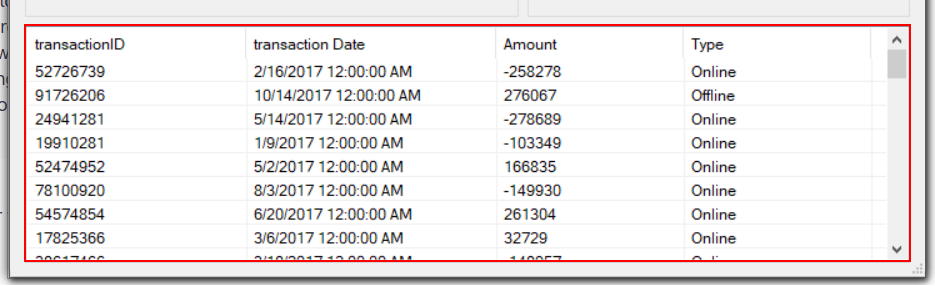 transactionID transaction Date Amount Type
52726739 2/16/2017 12:00:00 AM -258278 Online
91726206 10/14/2017 12:00:00 AM 276067 Offline
24941281 5/14/2017 12:00:00 AM -278689 Online
19910281 1/9/2017 12:00:00 AM -103349 Online
52474952 5/2/2017 12:00:00 AM 166835 Online
78100920 8/3/2017 12:00:00 AM -149930 Online
54574854 6/20/2017 12:00:00 AM 261304 Online
17825366 3/6/2017 12:00:00 AM 32729 Online